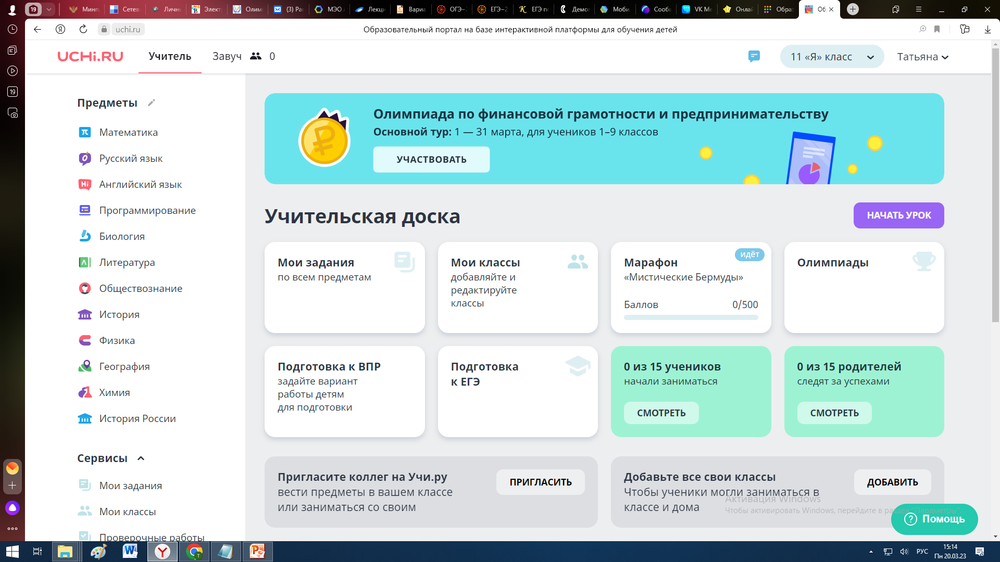 19
Минпр
Сетев
Личн
Элект
Олим
(3) Ра
МЭО
Лекци
Вариа
ОГЭ-2
ЕГЭ-2
ЕГЭ по
Демо
Моби
Сооб
VK Me
Онлай
Образ
Об
uchi.ru
Образовательный портал на базе интерактивной платформы для обучения детей
19
UCHi.RU
Учитель
Завуч
0
11 «Я» класс
Татьяна
Предметы
Математика
Русский язык
Английский язык
Программирование
Биология
Литература
Обществознание
История
Физика
География
Химия
История России
Сервисы
Мои задания
Мои классы
Проверочные работы
Олимпиада по финансовой грамотности и предпринимательству
Основной тур: 1 — 31 марта, для учеников 1–9 классов
УЧАСТВОВАТЬ
Учительская доска
НАЧАТЬ УРОК
Мои задания
по всем предметам
Мои классы
добавляйте и
редактируйте
классы
идёт
Марафон
«Мистические Бермуды»
Баллов 0/500
Олимпиады
Подготовка к ВПР
задайте вариант
работы детям
для подготовки
Подготовка
к ЕГЭ
0 из 15 учеников
начали заниматься
СМОТРЕТЬ
0 из 15 родителей
следят за успехами
СМОТРЕТЬ
Пригласите коллег на Учи.ру
вести предметы в вашем классе
или заниматься со своим
ПРИГЛАСИТЬ
Добавьте все свои классы
Чтобы ученики могли заниматься в
классе и дома
ДОБАВИТЬ
Активация Windows
Чтобы активировать Windows, перейдите в раздел "Параметры".
Помощь
РУС
15:14
Пн 20.03.23